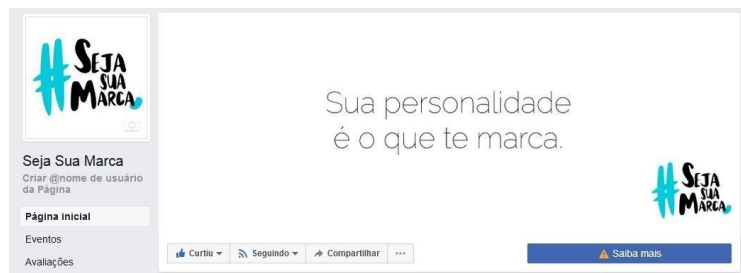 #SEJA
SUA
MARCA
Sua personalidade
é o que te marca.
Seja Sua Marca
Criar @nome de usuário
da Página
#SEJA
SUA
MARCA
Página inicial
Eventos
Avaliações
Curtiu
Seguindo
Compartilhar
...
Saiba mais